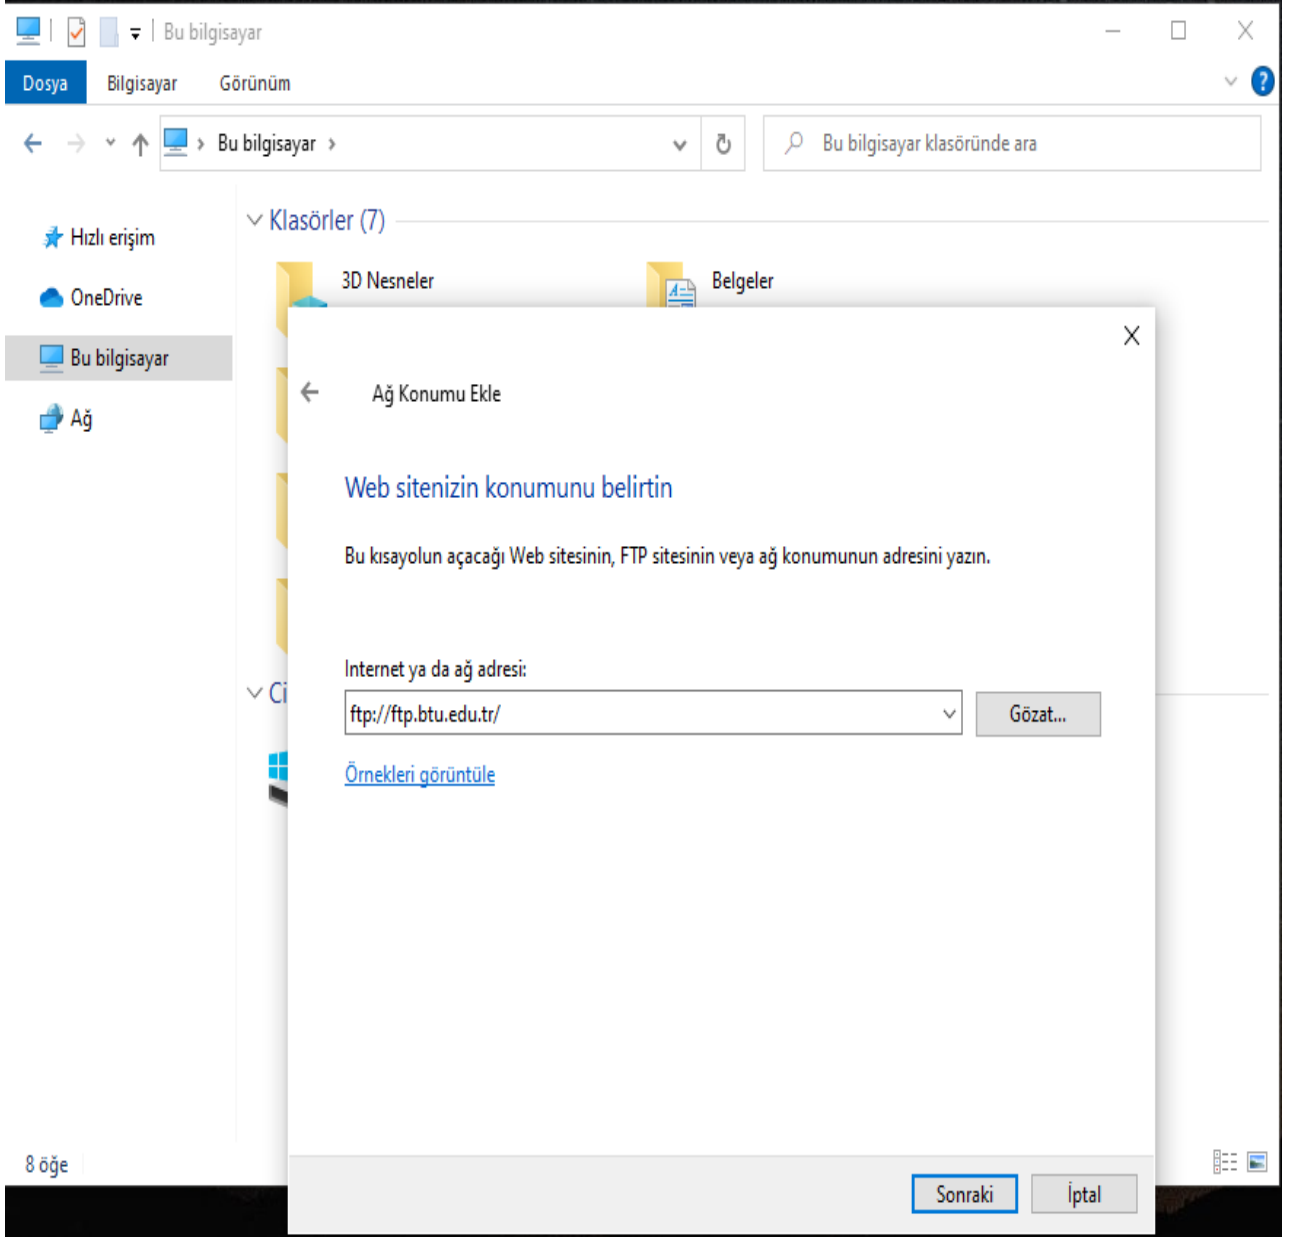 Bu bilgisayar
Dosya Bilgisayar Görünüm
Bu bilgisayar
Bu bilgisayar klasöründe ara
Hızlı erişim
OneDrive
Bu bilgisayar
Ağ
Klasörler (7)
3D Nesneler
Belgeler
Ağ Konumu Ekle
Web sitenizin konumunu belirtin
Bu kısayolun açacağı Web sitesinin, FTP sitesinin veya ağ konumunun adresini yazın.
Internet ya da ağ adresi:
ftp://ftp.btu.edu.tr/
Gözat...
Örnekleri görüntüle
Sonraki
İptal
8 öğe